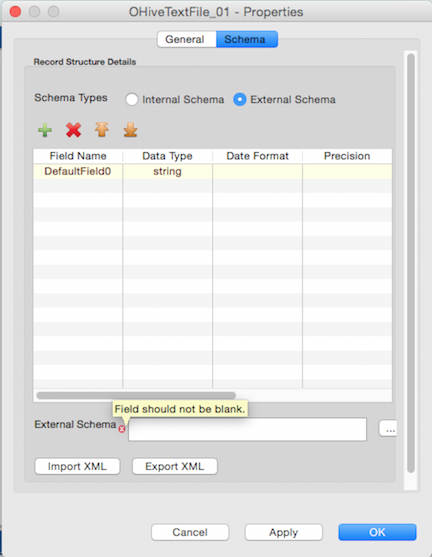 OHiveTextFile_01 - Properties
General Schema
Record Structure Details
Schema Types Internal Schema External Schema
Field Name Data Type Date Format Precision
DefaultField0 string
Field should not be blank.
External Schema ...
Import XML Export XML
Cancel Apply OK